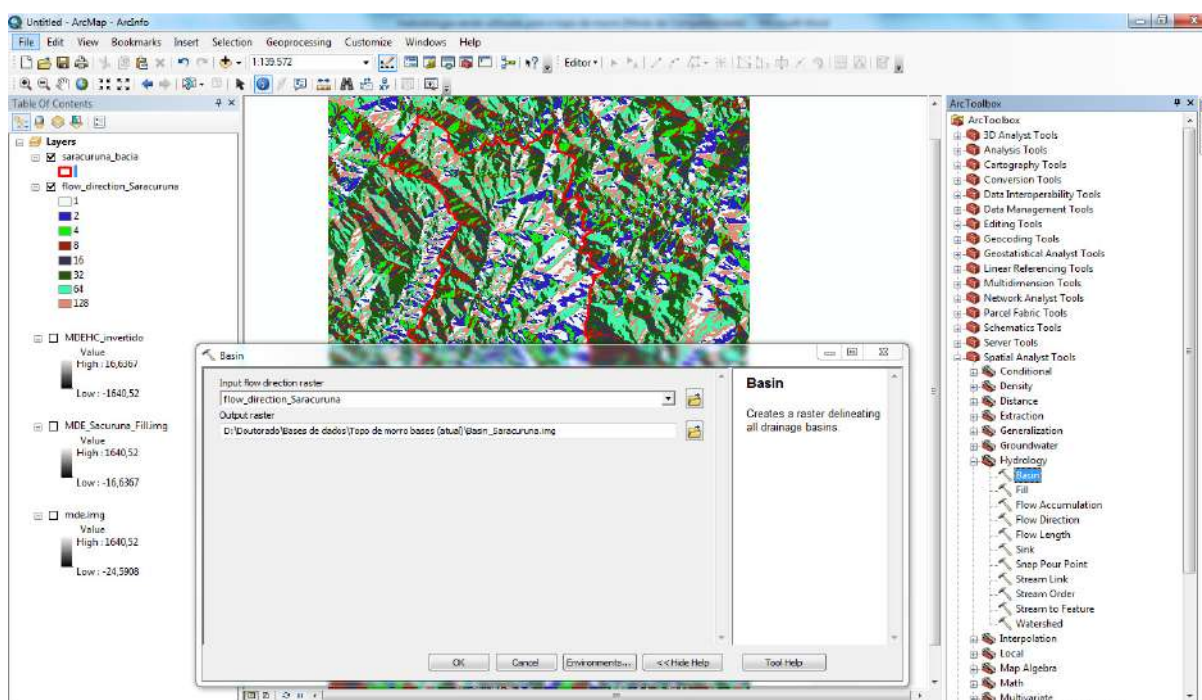 Untitled - ArcMap - ArcInfo
File Edit View Bookmarks Insert Selection Geoprocessing Customize Windows Help
1:139.572
Editor
Table Of Contents
Layers
saracuruna_bacia
flow_direction_Saracuruna
1
2
4
8
16
32
64
128
MDEHC_invertido
Value
High : 16,6367
Low : -1640,52
MDE_Sacuruna_Fill.img
Value
High : 1640,52
Low : -16,6367
mde.img
Value
High : 1640,52
Low : -24,5908
Basin
Input flow direction raster
flow_direction_Saracuruna
Output raster
D:\Doutorado\Bases de dados\Topo de morro bases (atual)\Basin_Saracuruna.img
OK
Cancel
Environments...
<< Hide Help
Basin
Creates a raster delineating
all drainage basins.
Tool Help
ArcToolbox
ArcToolbox
3D Analyst Tools
Analysis Tools
Cartography Tools
Conversion Tools
Data Interoperability Tools
Data Management Tools
Editing Tools
Geocoding Tools
Geostatistical Analyst Tools
Linear Referencing Tools
Multidimension Tools
Network Analyst Tools
Parcel Fabric Tools
Schematics Tools
Server Tools
Spatial Analyst Tools
Conditional
Density
Distance
Extraction
Generalization
Groundwater
Hydrology
Basin
Fill
Flow Accumulation
Flow Direction
Flow Length
Sink
Snap Pour Point
Stream Link
Stream Order
Stream to Feature
Watershed
Interpolation
Local
Map Algebra
Math
Multivariate